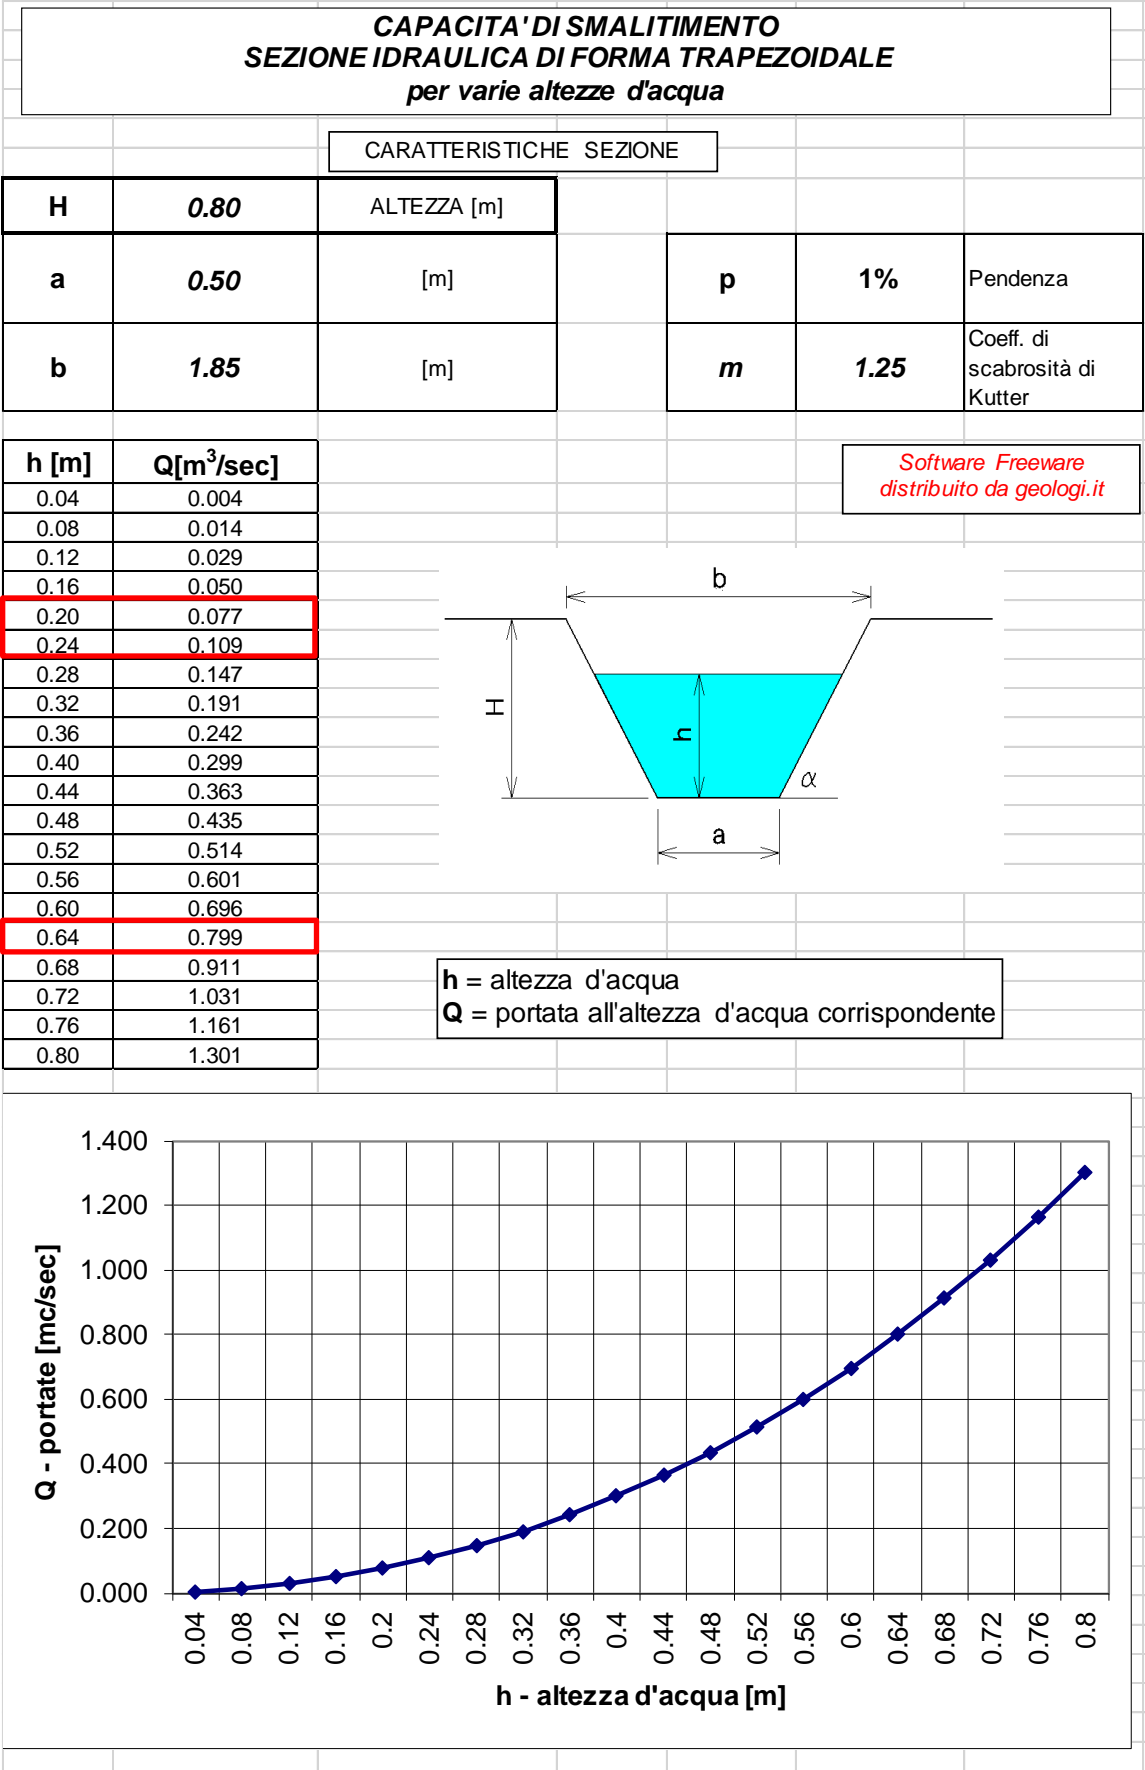 CAPACITA' DI SMALITIMENTO
SEZIONE IDRAULICA DI FORMA TRAPEZOIDALE
per varie altezze d'acqua
CARATTERISTICHE SEZIONE
H 0.80 ALTEZZA [m]
a 0.50 [m] p 1% Pendenza
b 1.85 [m] m 1.25 Coeff. di
scabrosità di
Kutter
h [m] Q[m³/sec]
0.04 0.004
0.08 0.014
0.12 0.029
0.16 0.050
0.20 0.077
0.24 0.109
0.28 0.147
0.32 0.191
0.36 0.242
0.40 0.299
0.44 0.363
0.48 0.435
0.52 0.514
0.56 0.601
0.60 0.696
0.64 0.799
0.68 0.911
0.72 1.031
0.76 1.161
0.80 1.301
Software Freeware
distribuito da geologi.it
b
H
h
α
a
h = altezza d'acqua
Q = portata all'altezza d'acqua corrispondente
Q - portate [mc/sec]
1.400
1.200
1.000
0.800
0.600
0.400
0.200
0.000
0.04 0.08 0.12 0.16 0.2 0.24 0.28 0.32 0.36 0.4 0.44 0.48 0.52 0.56 0.6 0.64 0.68 0.72 0.76 0.8
h - altezza d'acqua [m]